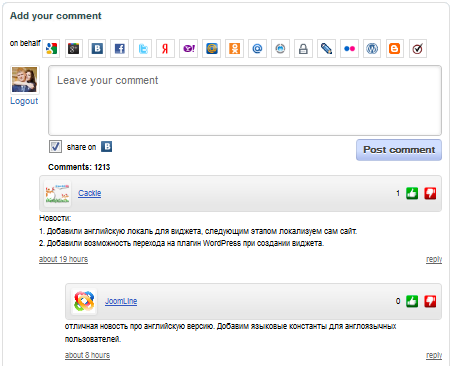 Add your comment
on behalf
Logout
Leave your comment
share on
Post comment
Comments: 1213
Cackle
1
Новости:
1. Добавили английскую локаль для виджета, следующим этапом локализуем сам сайт.
2. Добавили возможность перехода на плагин WordPress при создании виджета.
about 19 hours
reply
JoomLine
0
отличная новость про английскую версию. Добавим языковые константы для англоязычных
пользователей.
about 8 hours
reply